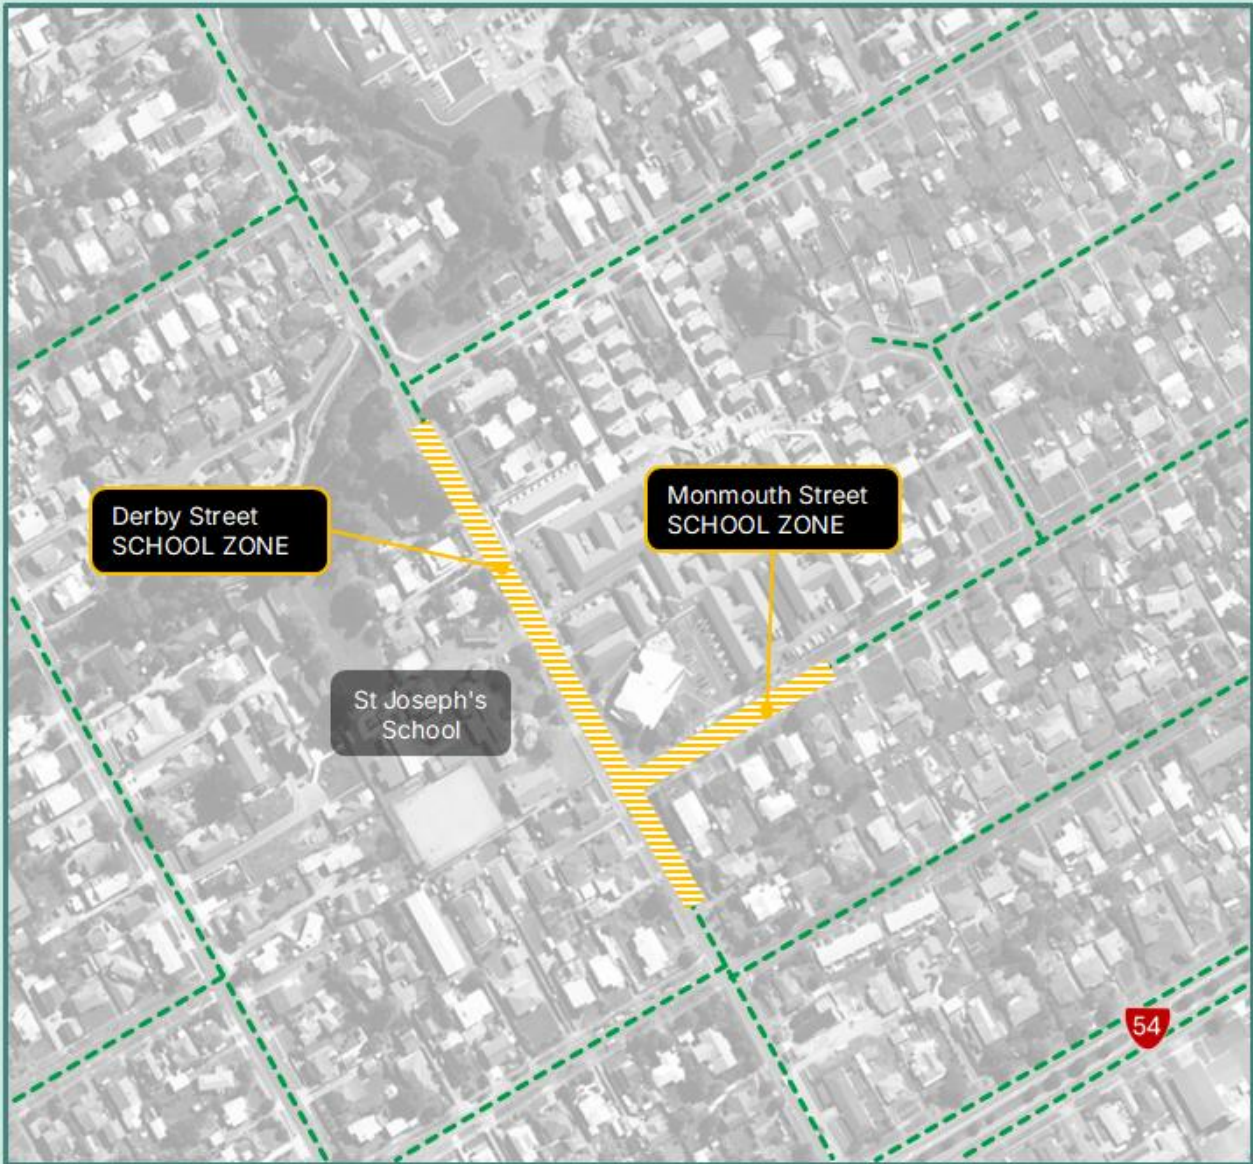 Derby Street
SCHOOL ZONE
Monmouth Street
SCHOOL ZONE
St Joseph's
School
54